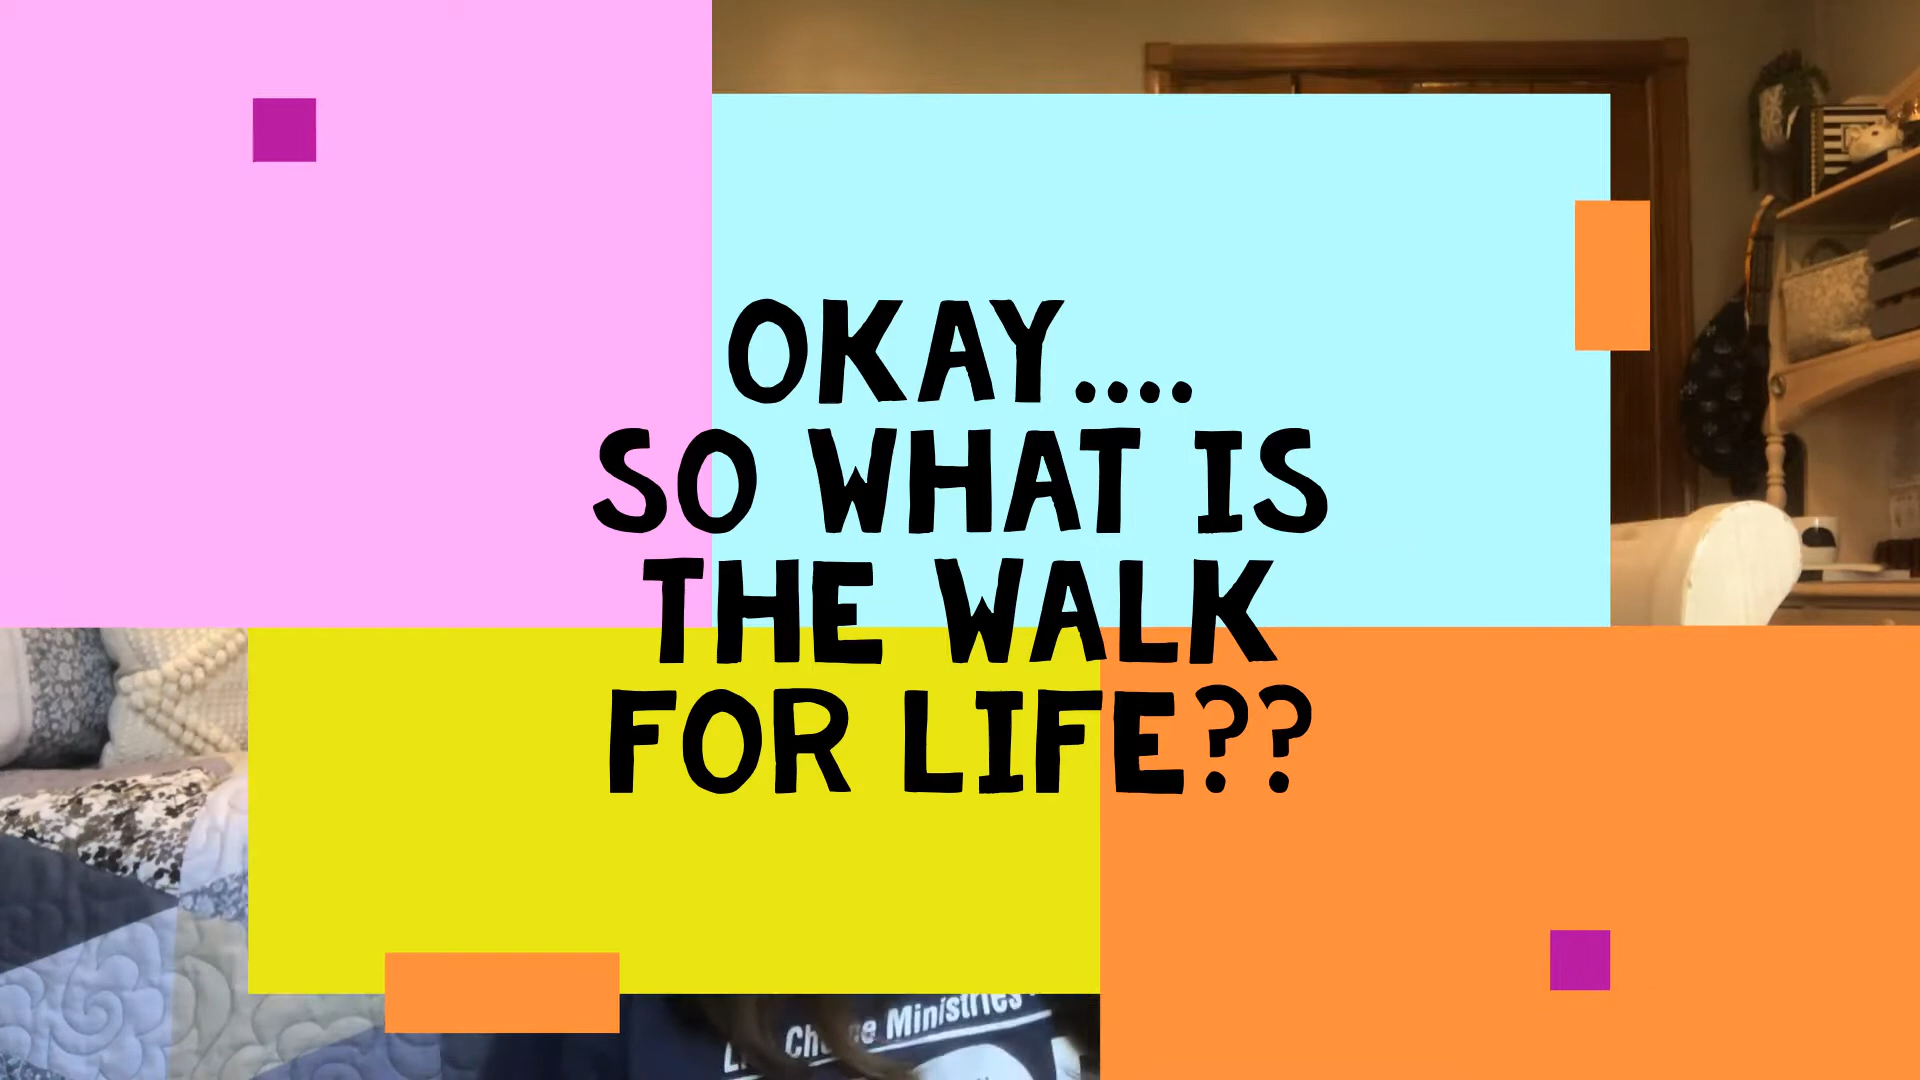 OKAY....
SO WHAT IS
THE WALK
FOR LIFE??
Ministries